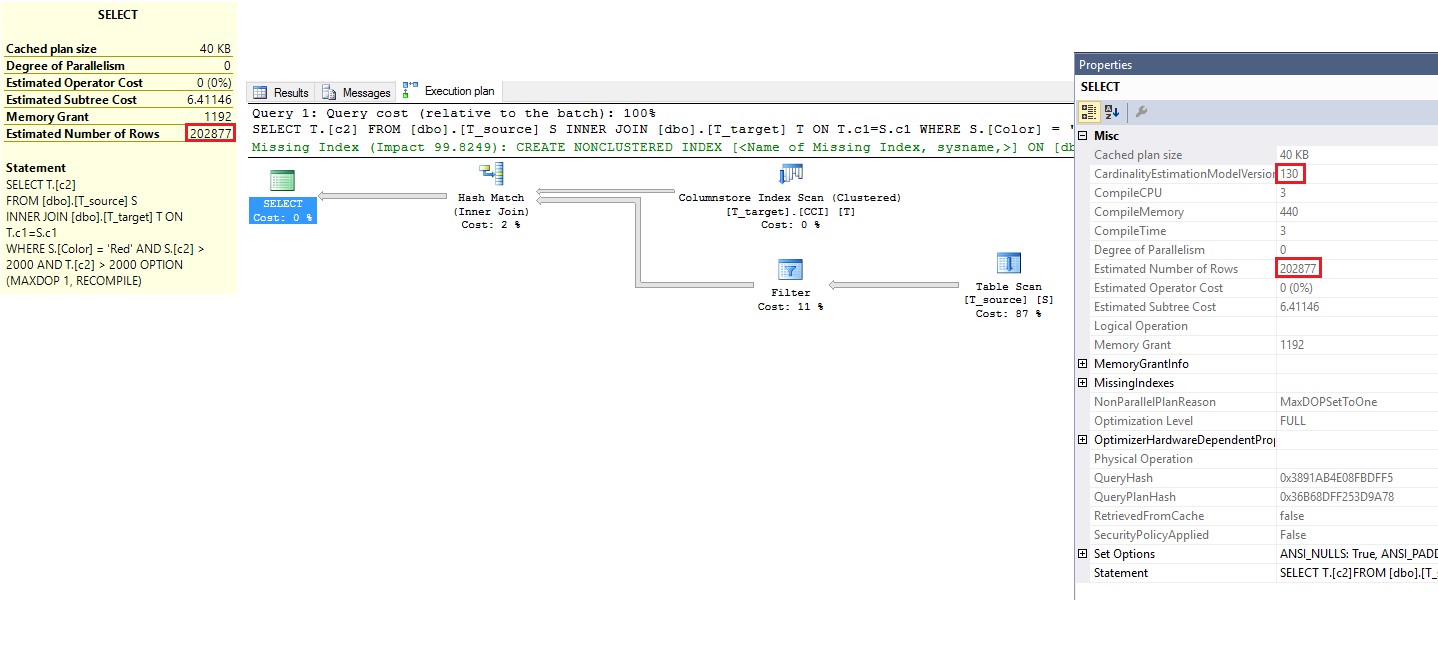 SELECT
Cached plan size 40 KB
Degree of Parallelism 0
Estimated Operator Cost 0 (0%)
Estimated Subtree Cost 6.41146
Memory Grant 1192
Estimated Number of Rows 202877
Statement
SELECT T.[c2]
FROM [dbo].[T_source] S
INNER JOIN [dbo].[T_target] T ON
T.c1=S.c1
WHERE S.[Color] = 'Red' AND S.[c2] >
2000 AND T.[c2] > 2000 OPTION
(MAXDOP 1, RECOMPILE)
Results Messages Execution plan
Query 1: Query cost (relative to the batch): 100%
SELECT T.[c2] FROM [dbo].[T_source] S INNER JOIN [dbo].[T_target] T ON T.c1=S.c1 WHERE S.[Color] = '
Missing Index (Impact 99.8249): CREATE NONCLUSTERED INDEX [<Name of Missing Index, sysname,>] ON [db
SELECT
Cost: 0 %
Hash Match
(Inner Join)
Cost: 2 %
Columnstore Index Scan (Clustered)
[T_target].[CCI] [T]
Cost: 0 %
Filter
Cost: 11 %
Table Scan
[T_source] [S]
Cost: 87 %
Properties
SELECT
Misc
Cached plan size 40 KB
CardinalityEstimationModelVersion 130
CompileCPU 3
CompileMemory 440
CompileTime 3
Degree of Parallelism 0
Estimated Number of Rows 202877
Estimated Operator Cost 0 (0%)
Estimated Subtree Cost 6.41146
Logical Operation
Memory Grant 1192
MemoryGrantInfo
MissingIndexes
NonParallelPlanReason MaxDOPSetToOne
Optimization Level FULL
OptimizerHardwareDependentProp
Physical Operation
QueryHash 0x3891AB4E08FBDFF5
QueryPlanHash 0x36B68DFF253D9A78
RetrievedFromCache false
SecurityPolicyApplied False
Set Options ANSI_NULLS: True, ANSI_PADD
Statement SELECT T.[c2]FROM [dbo].[T_